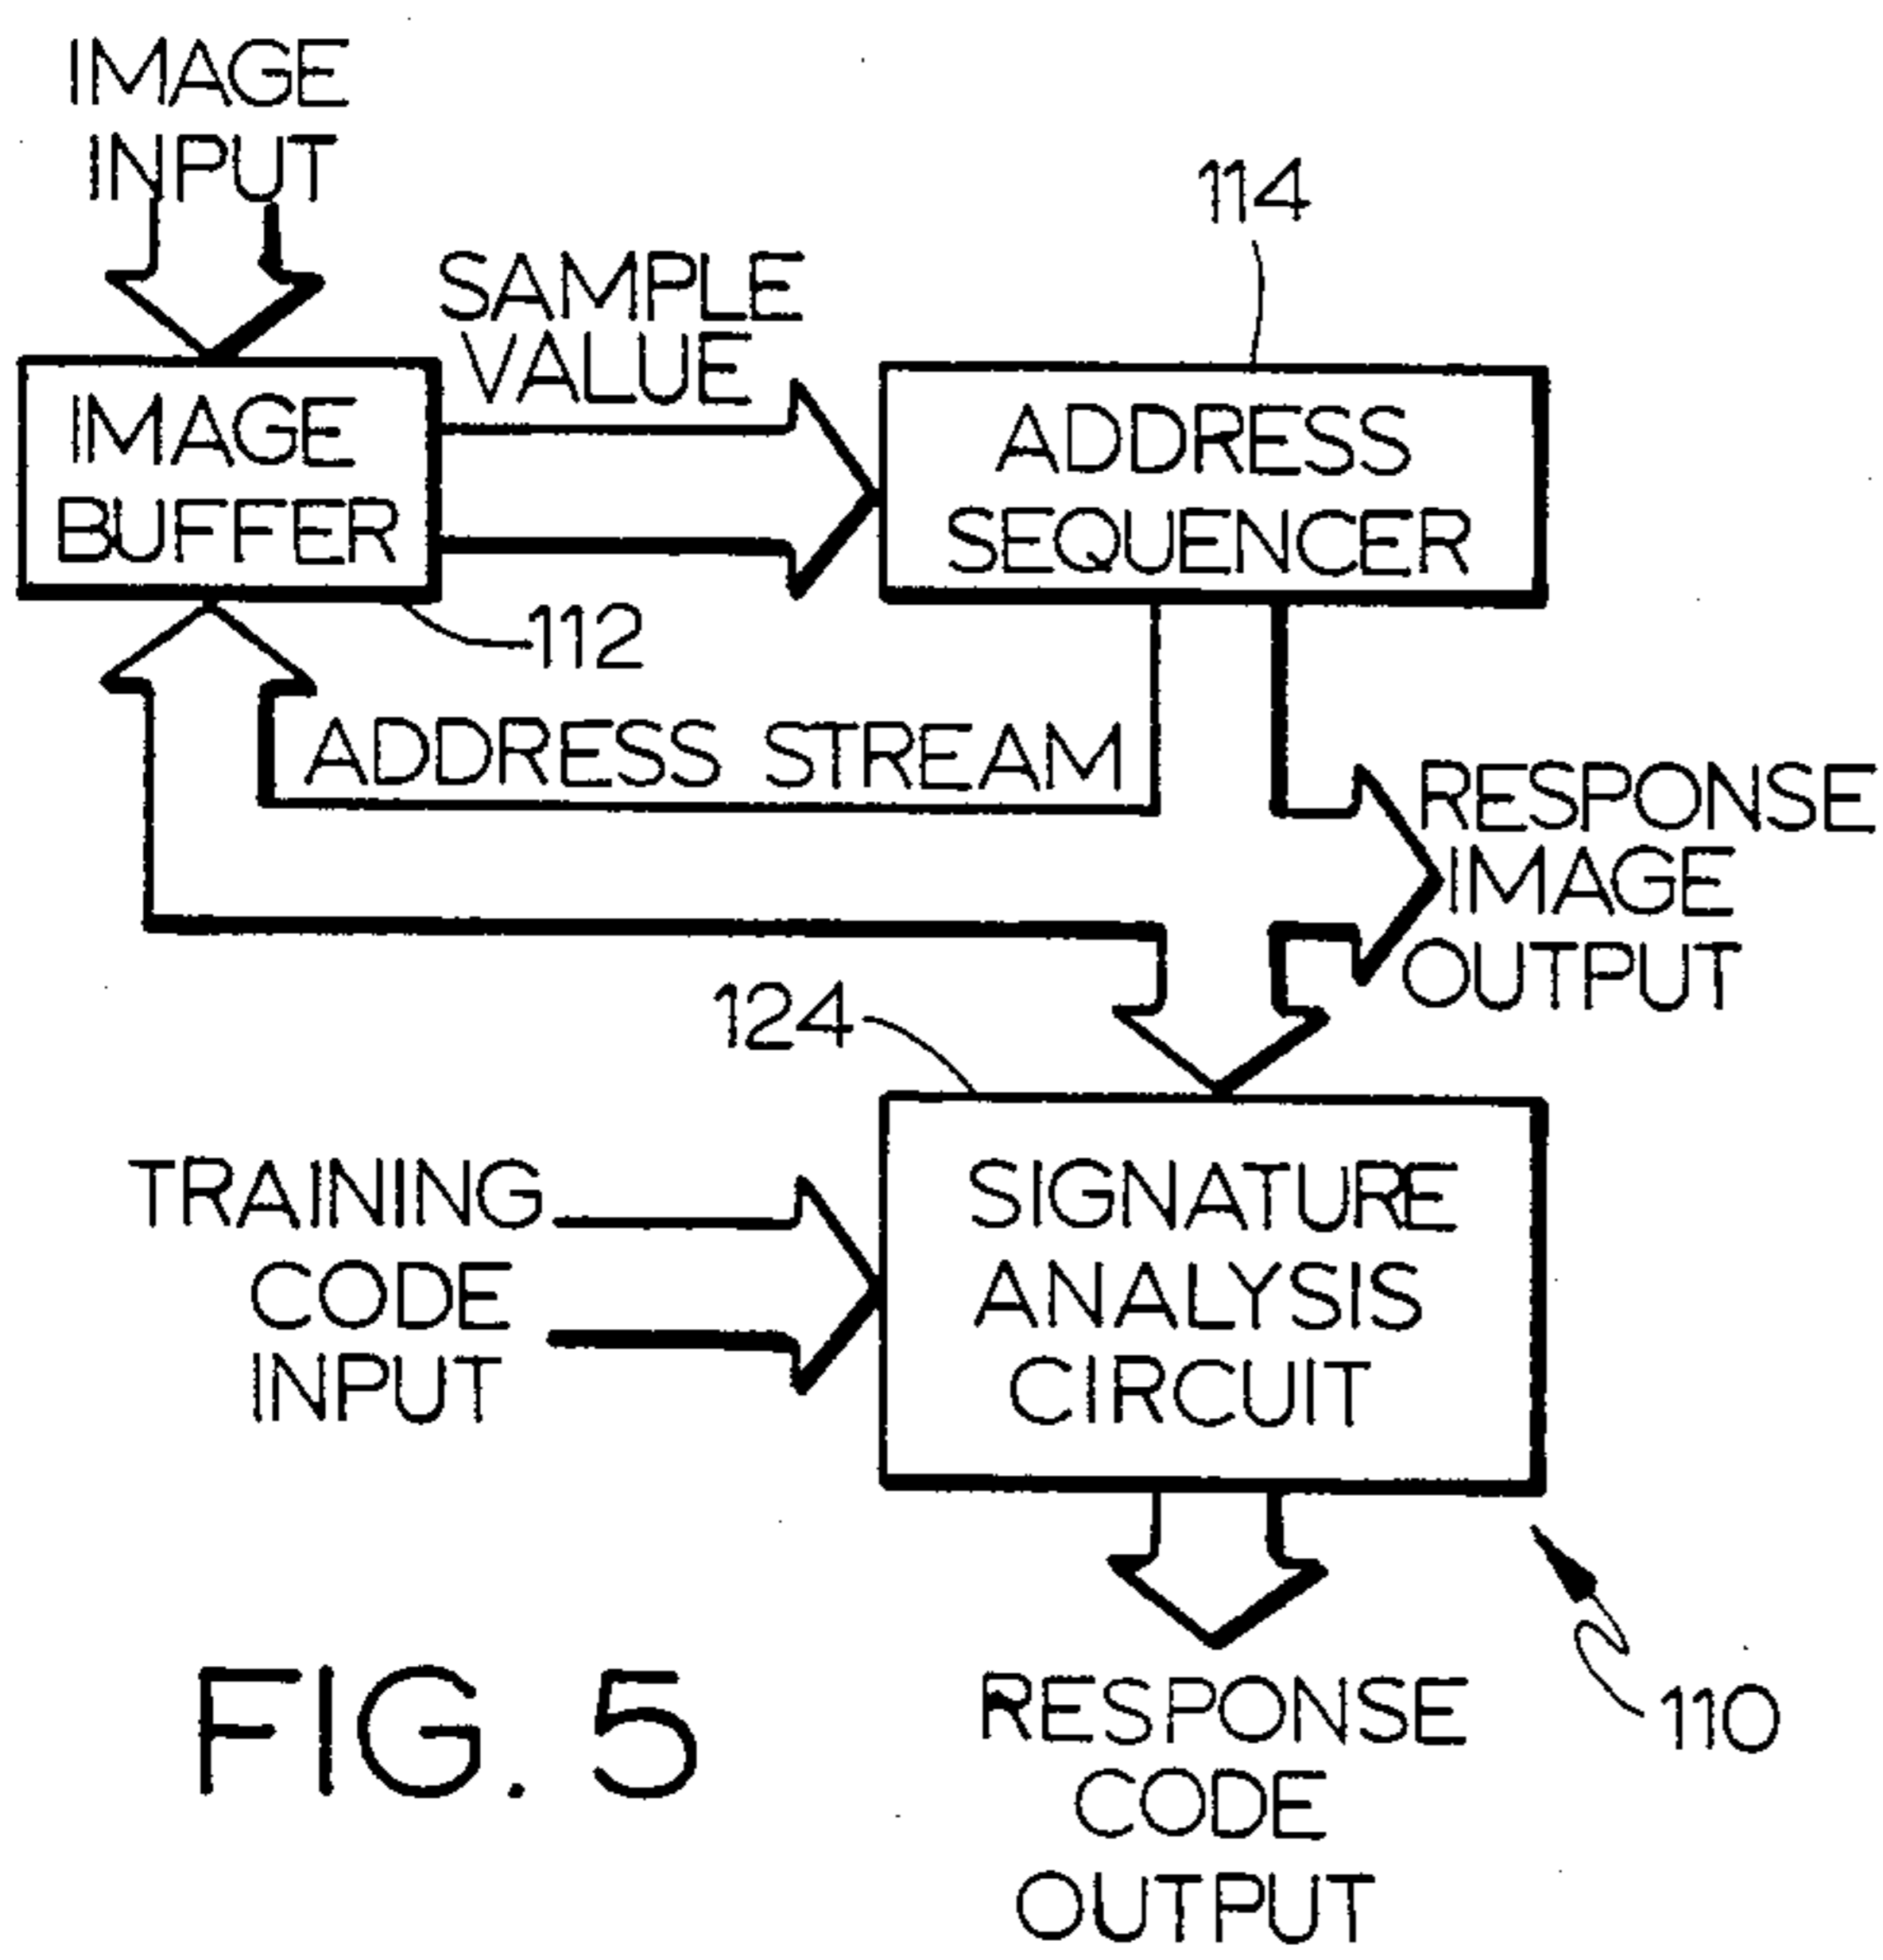 IMAGE
INPUT
114
SAMPLE
VALUE
IMAGE
BUFFER
ADDRESS
SEQUENCER
112
ADDRESS STREAM
RESPONSE
IMAGE
OUTPUT
124
TRAINING
CODE
INPUT
SIGNATURE
ANALYSIS
CIRCUIT
110
RESPONSE
CODE
OUTPUT
FIG. 5